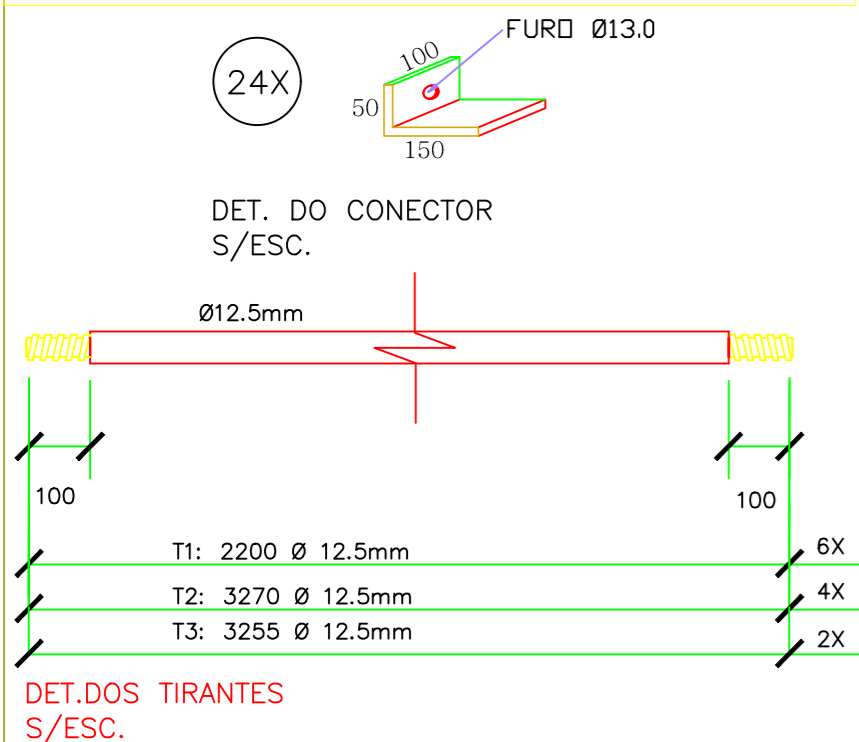 FURO Ø13.0
24X
100
50
150
DET. DO CONECTOR
S/ESC.
Ø12.5mm
100
100
T1: 2200 Ø 12.5mm
6X
T2: 3270 Ø 12.5mm
4X
T3: 3255 Ø 12.5mm
2X
DET.DOS TIRANTES
S/ESC.